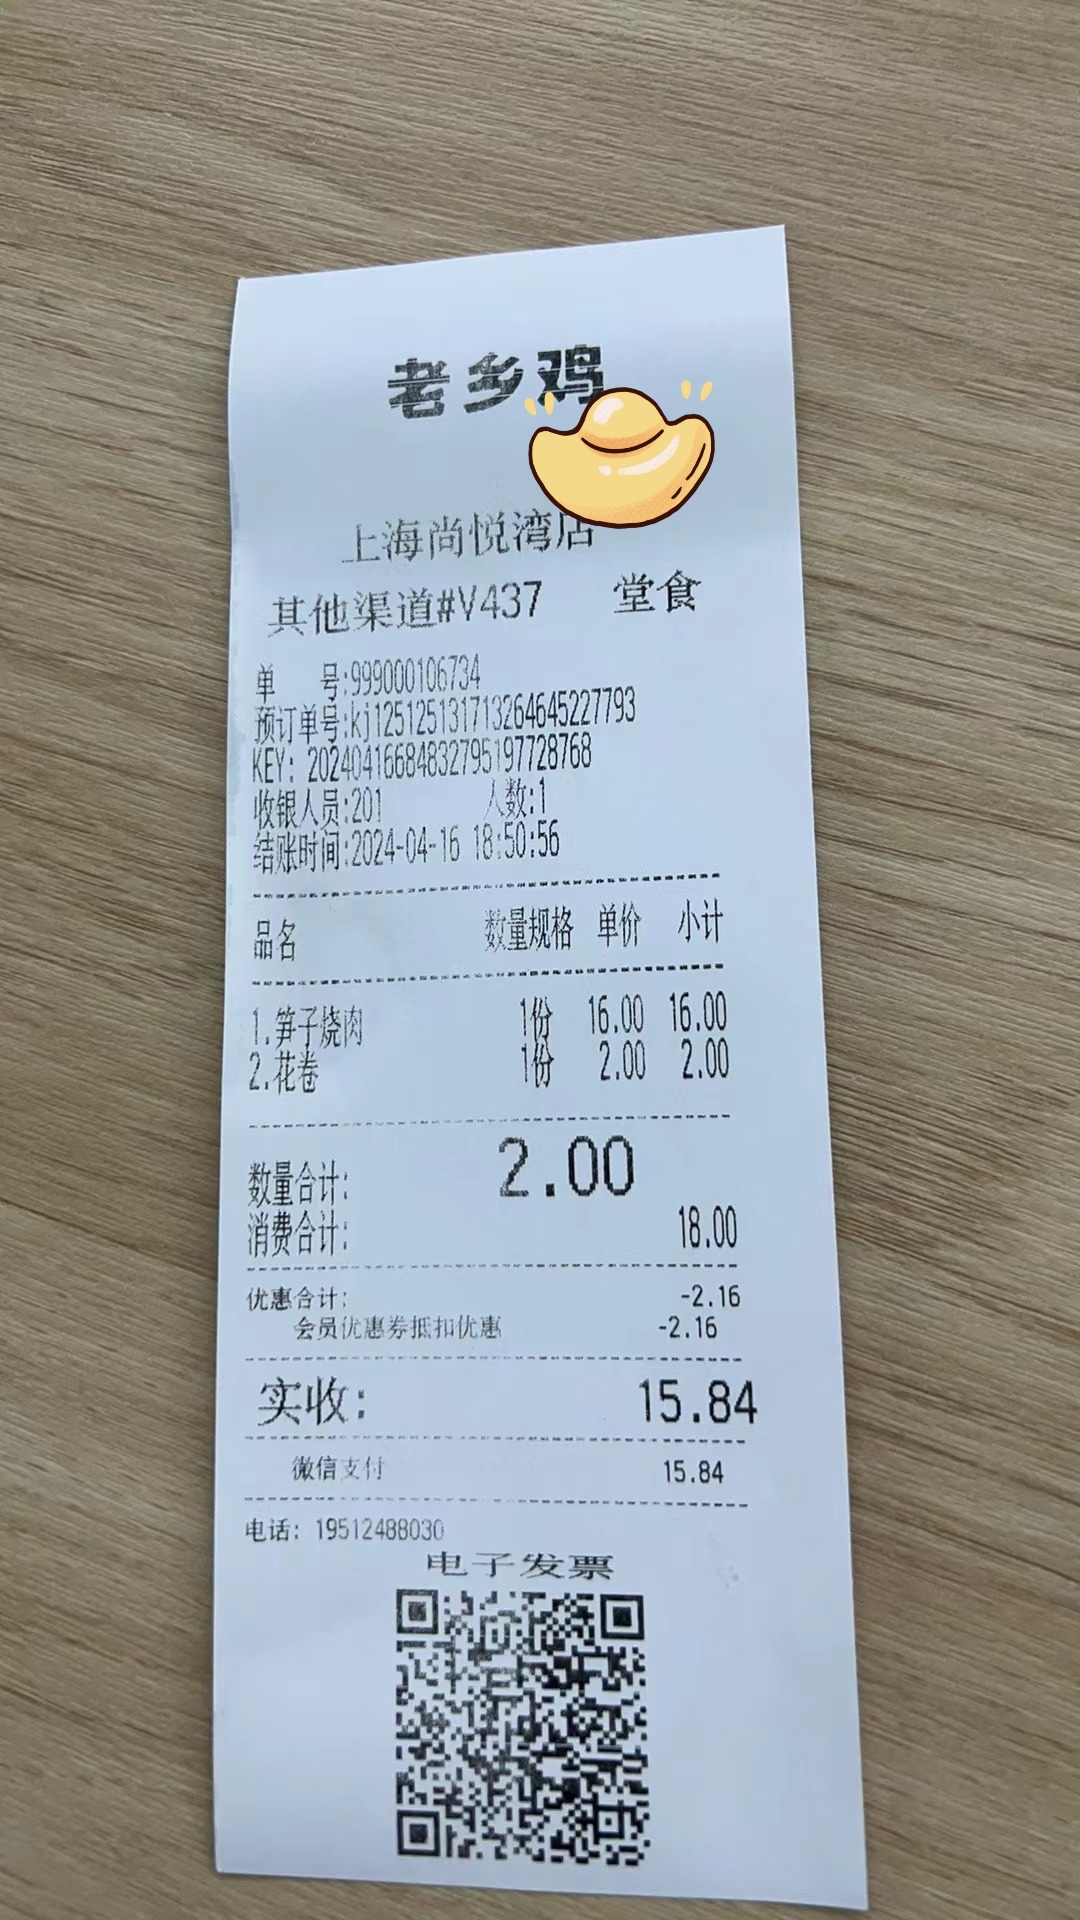 老乡鸡
上海尚悦湾店
其他渠道#V437 堂食
单 号:999000106734
预订单号:kj12512513171326464522​7793
KEY: 20240416684832795197728768
收银人员:201 人数:1
结账时间:2024-04-16 18:50:56
品名 数量规格 单价 小计
1.笋子烧肉 1份 16.00 16.00
2.花卷 1份 2.00 2.00
数量合计: 2.00
消费合计: 18.00
优惠合计: -2.16
会员优惠券抵扣优惠 -2.16
实收: 15.84
微信支付 15.84
电话: 19512488030
电子发票